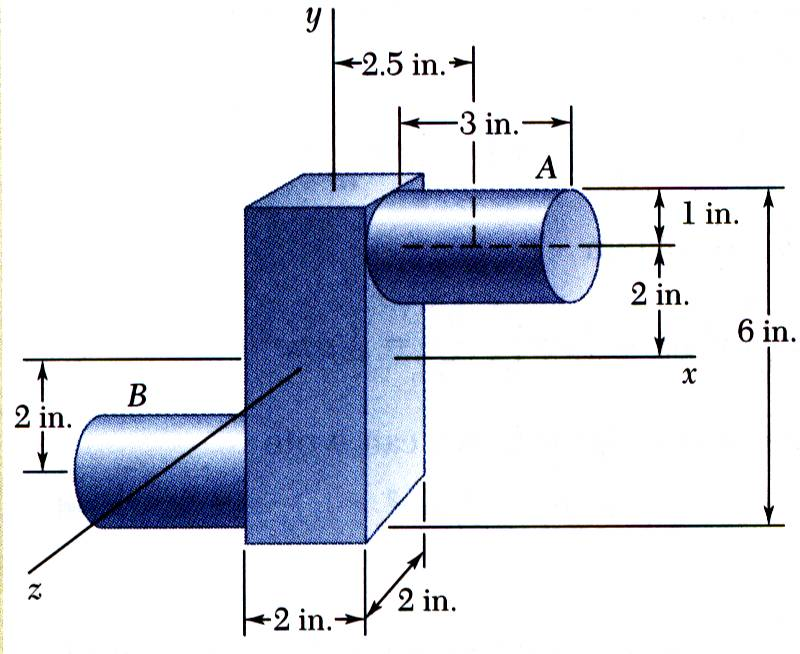 y
2.5 in.
3 in.
A
1 in.
2 in.
6 in.
x
B
2 in.
z
2 in.
2 in.